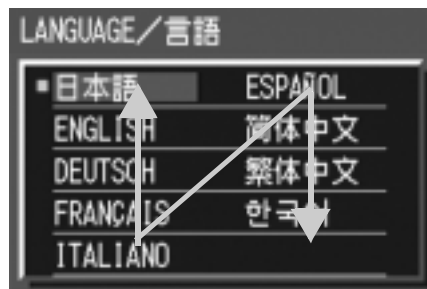 LANGUAGE／言語
日本語
ENGLISH
DEUTSCH
FRANÇAIS
ITALIANO
ESPAÑOL
简体中文
繁体中文
한국어